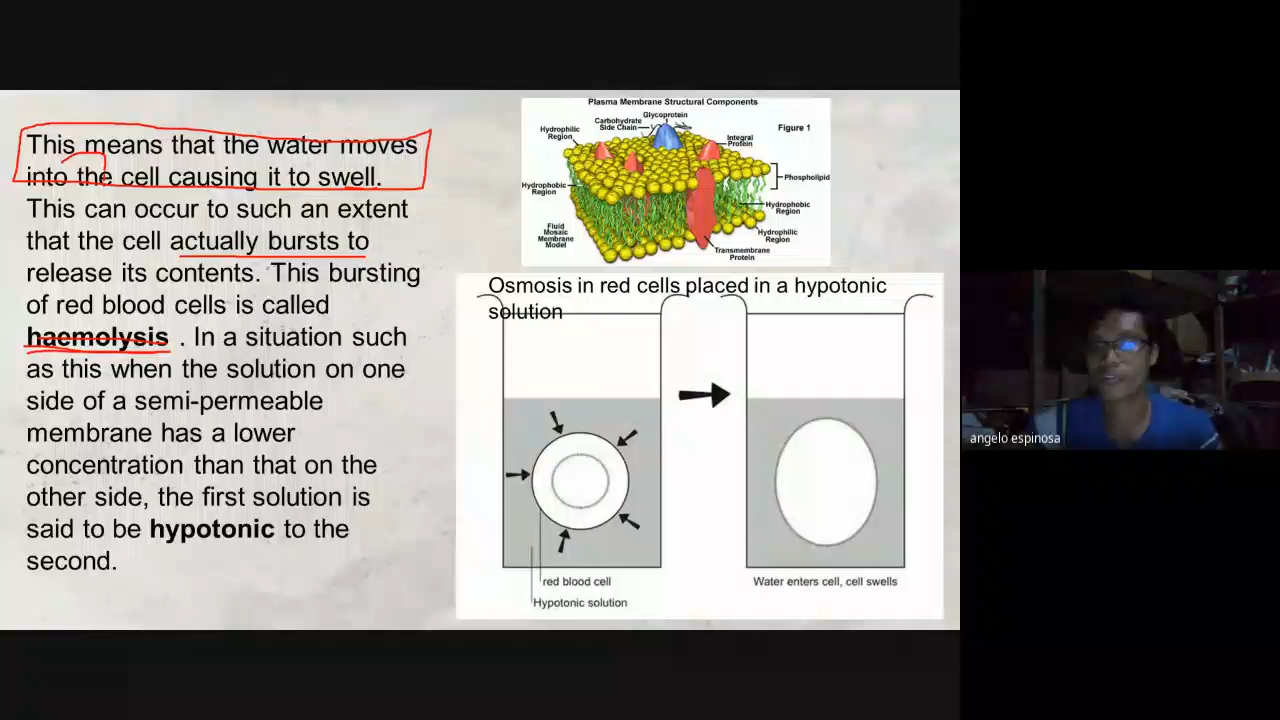 This means that the water moves
into the cell causing it to swell.
This can occur to such an extent
that the cell actually bursts to
release its contents. This bursting
of red blood cells is called
haemolysis . In a situation such
as this when the solution on one
side of a semi-permeable
membrane has a lower
concentration than that on the
other side, the first solution is
said to be hypotonic to the
second.
Plasma Membrane Structural Components
Glycoprotein
Carbohydrate
Side Chain
Hydrophilic
Region
Figure 1
Integral
Protein
Phospholipid
Hydrophobic
Region
Hydrophobic
Region
Fluid
Mosaic
Membrane
Model
Hydrophilic
Region
Transmembrane
Protein
Osmosis in red cells placed in a hypotonic
solution
red blood cell
Hypotonic solution
Water enters cell, cell swells
angelo espinosa